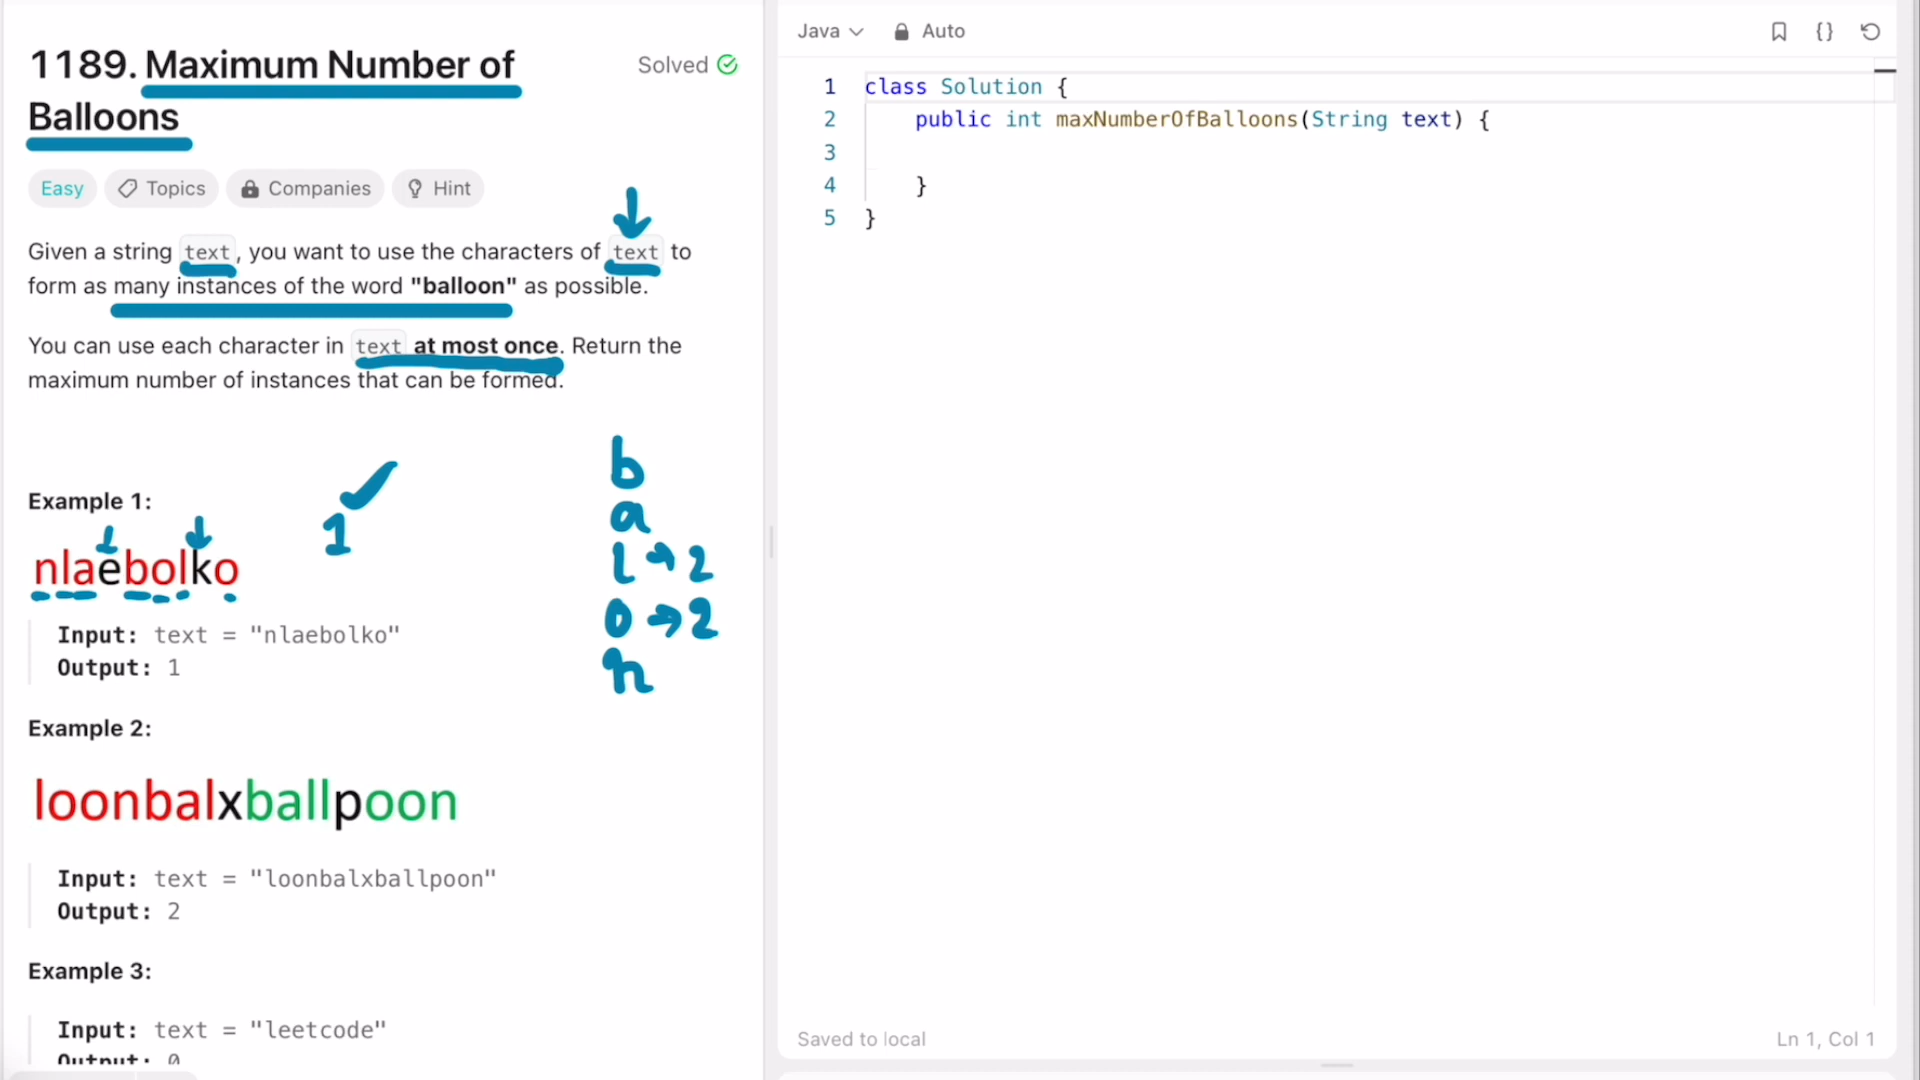 1189. Maximum Number of
Balloons
Solved
Easy
Topics
Companies
Hint
Given a string text, you want to use the characters of text to
form as many instances of the word "balloon" as possible.
You can use each character in text at most once. Return the
maximum number of instances that can be formed.
Example 1:
1
nlaebolko
Input: text = "nlaebolko"
Output: 1
b
a
l → 2
o → 2
n
Example 2:
loonbalxballpoon
Input: text = "loonbalxballpoon"
Output: 2
Example 3:
Input: text = "leetcode"
Output: 0
Java
Auto
{}
1 class Solution {
2 public int maxNumberOfBalloons(String text) {
3
4 }
5 }
Saved to local
Ln 1, Col 1